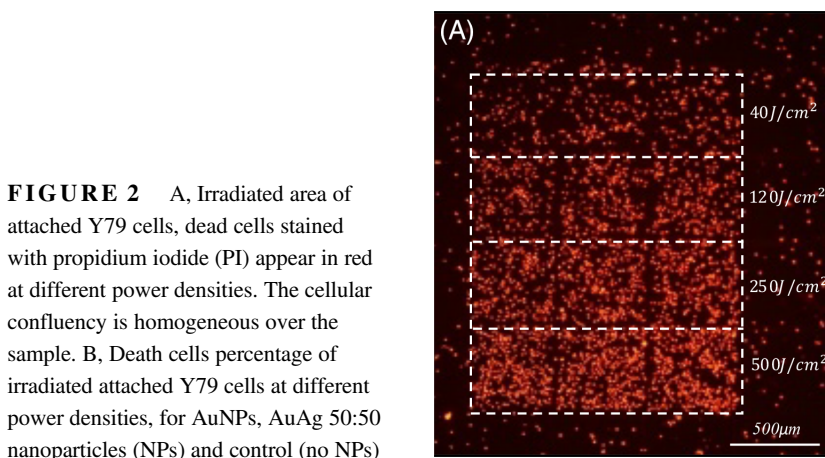 FIGURE 2 A, Irradiated area of
attached Y79 cells, dead cells stained
with propidium iodide (PI) appear in red
at different power densities. The cellular
confluency is homogeneous over the
sample. B, Death cells percentage of
irradiated attached Y79 cells at different
power densities, for AuNPs, AuAg 50:50
nanoparticles (NPs) and control (no NPs)
(A)
40J/cm²
120J/cm²
250J/cm²
500J/cm²
500μm